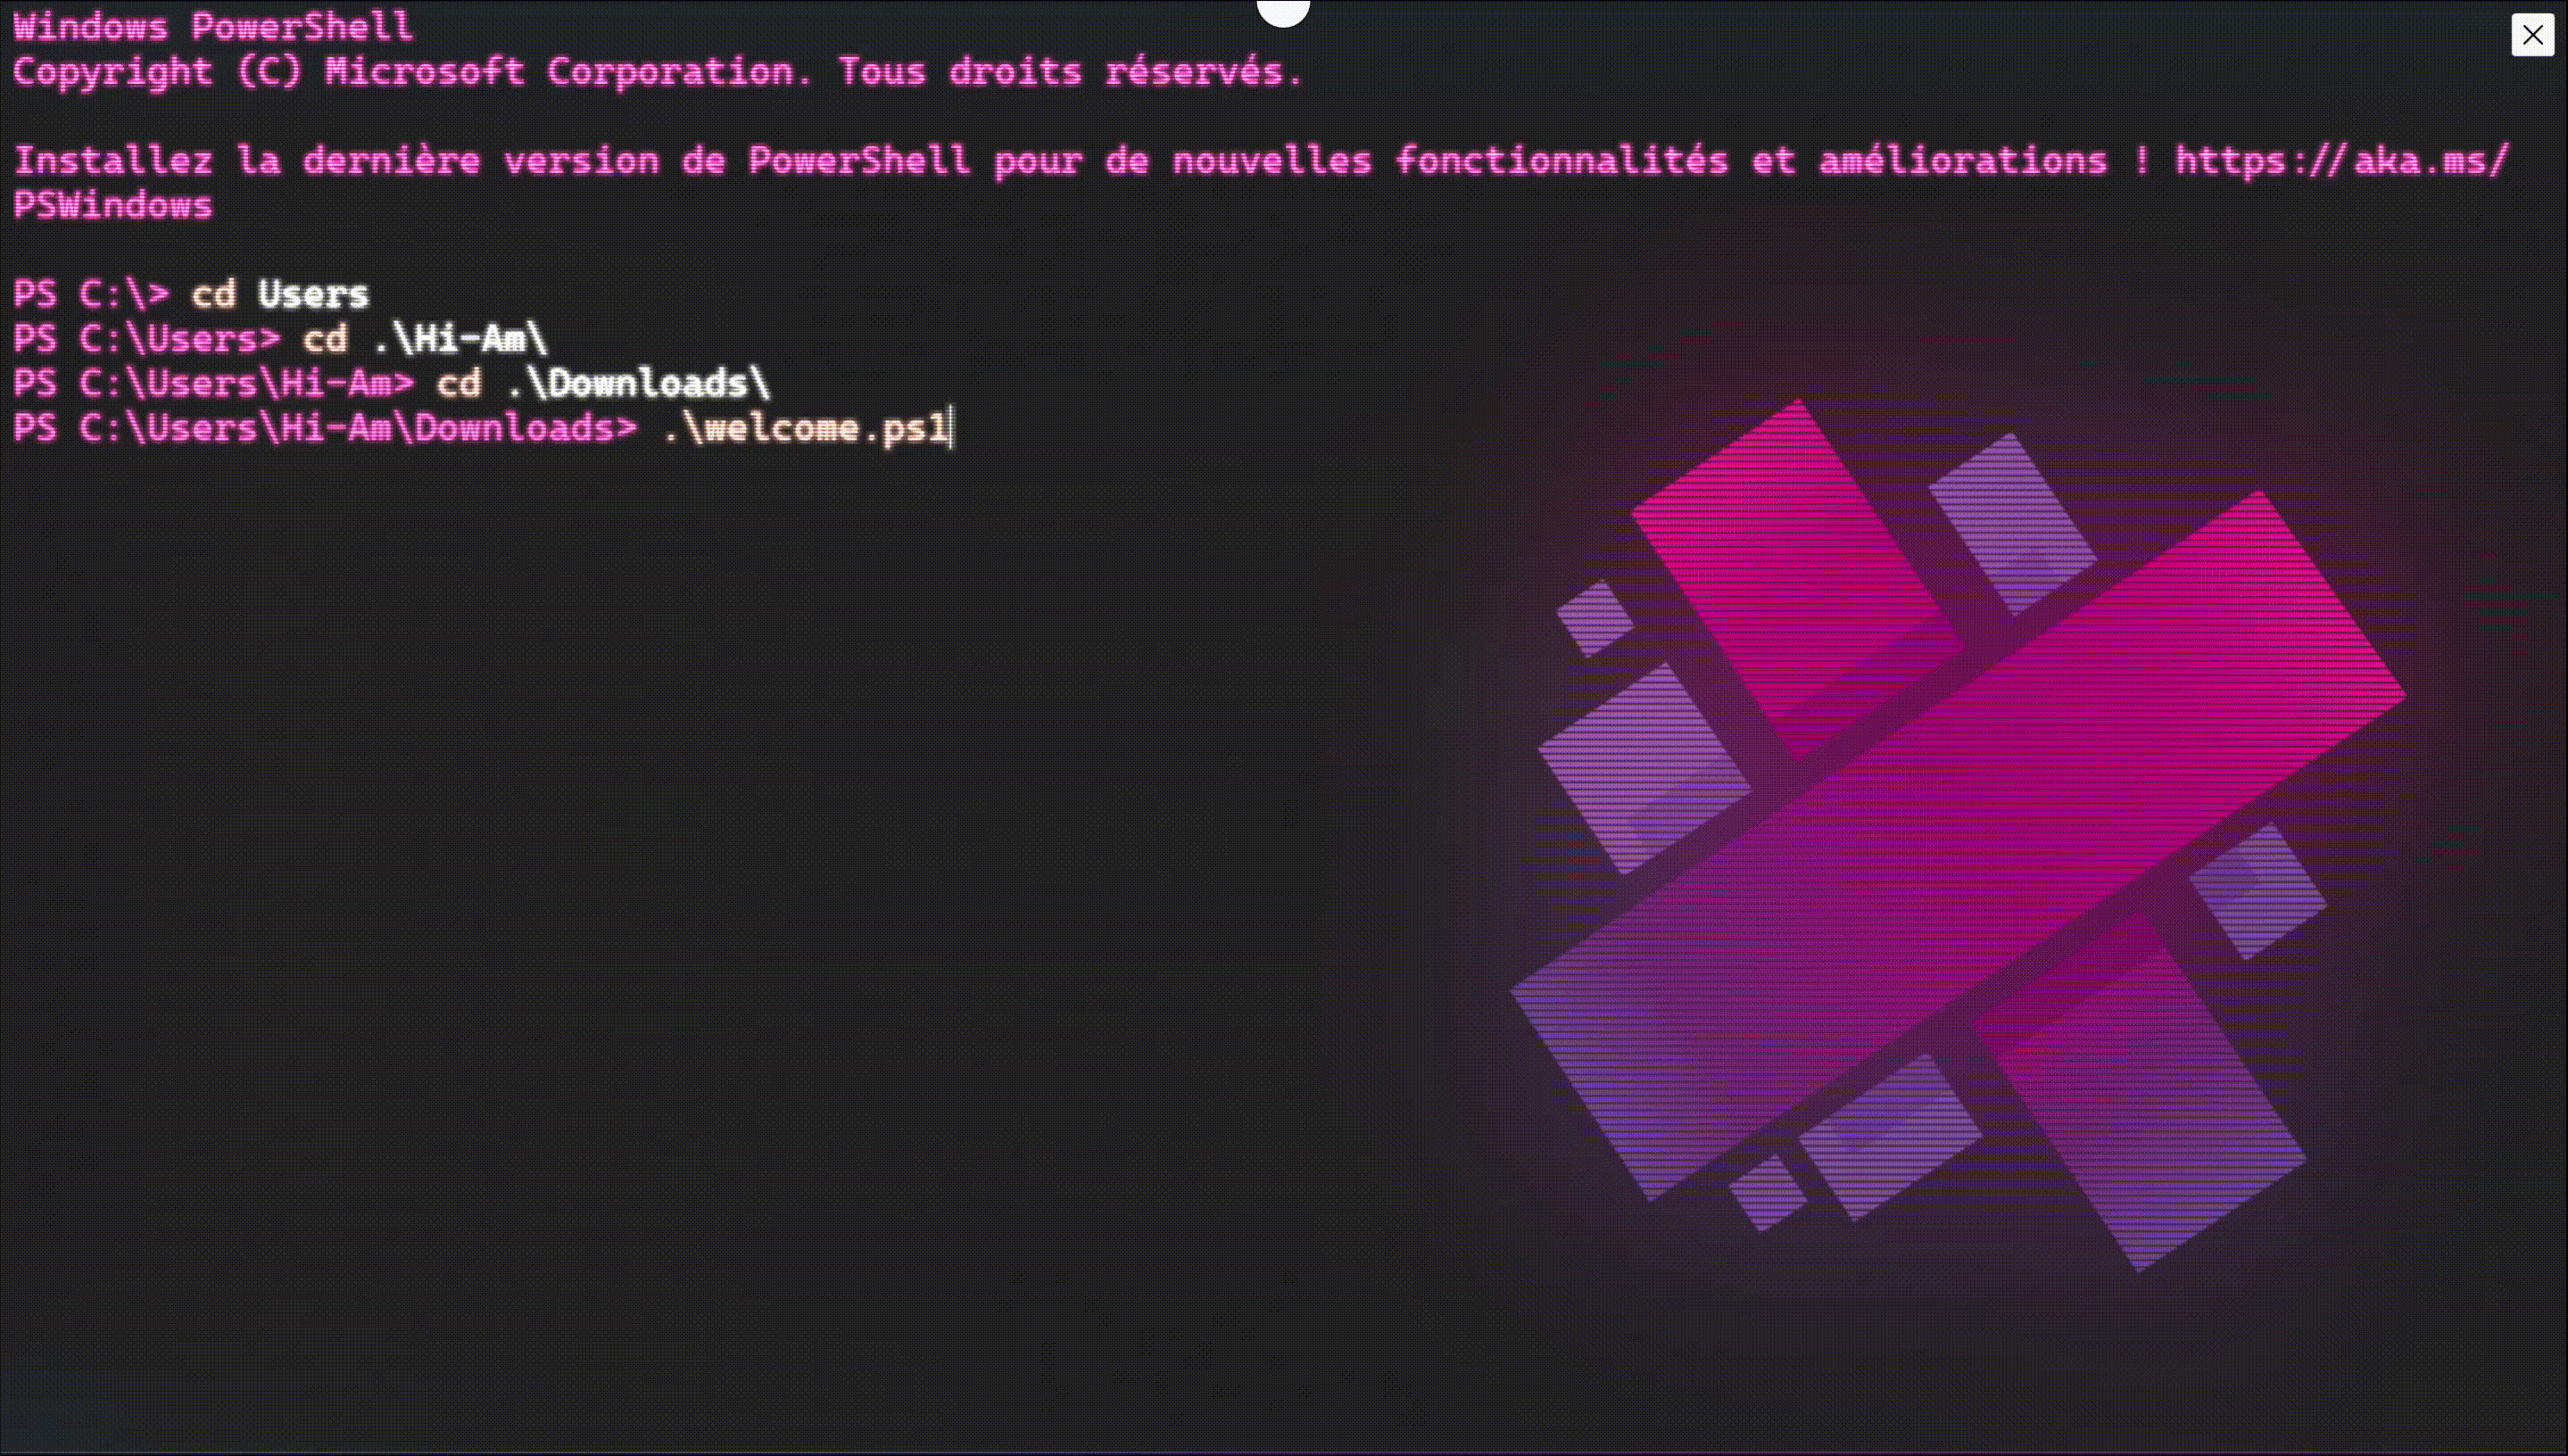 Windows PowerShell
Copyright (C) Microsoft Corporation. Tous droits réservés.
Installez la dernière version de PowerShell pour de nouvelles fonctionnalités et améliorations ! https://aka.ms/
PSWindows
PS C:\> cd Users
PS C:\Users> cd .\Hi-Am\
PS C:\Users\Hi-Am> cd .\Downloads\
PS C:\Users\Hi-Am\Downloads> .\welcome.ps1